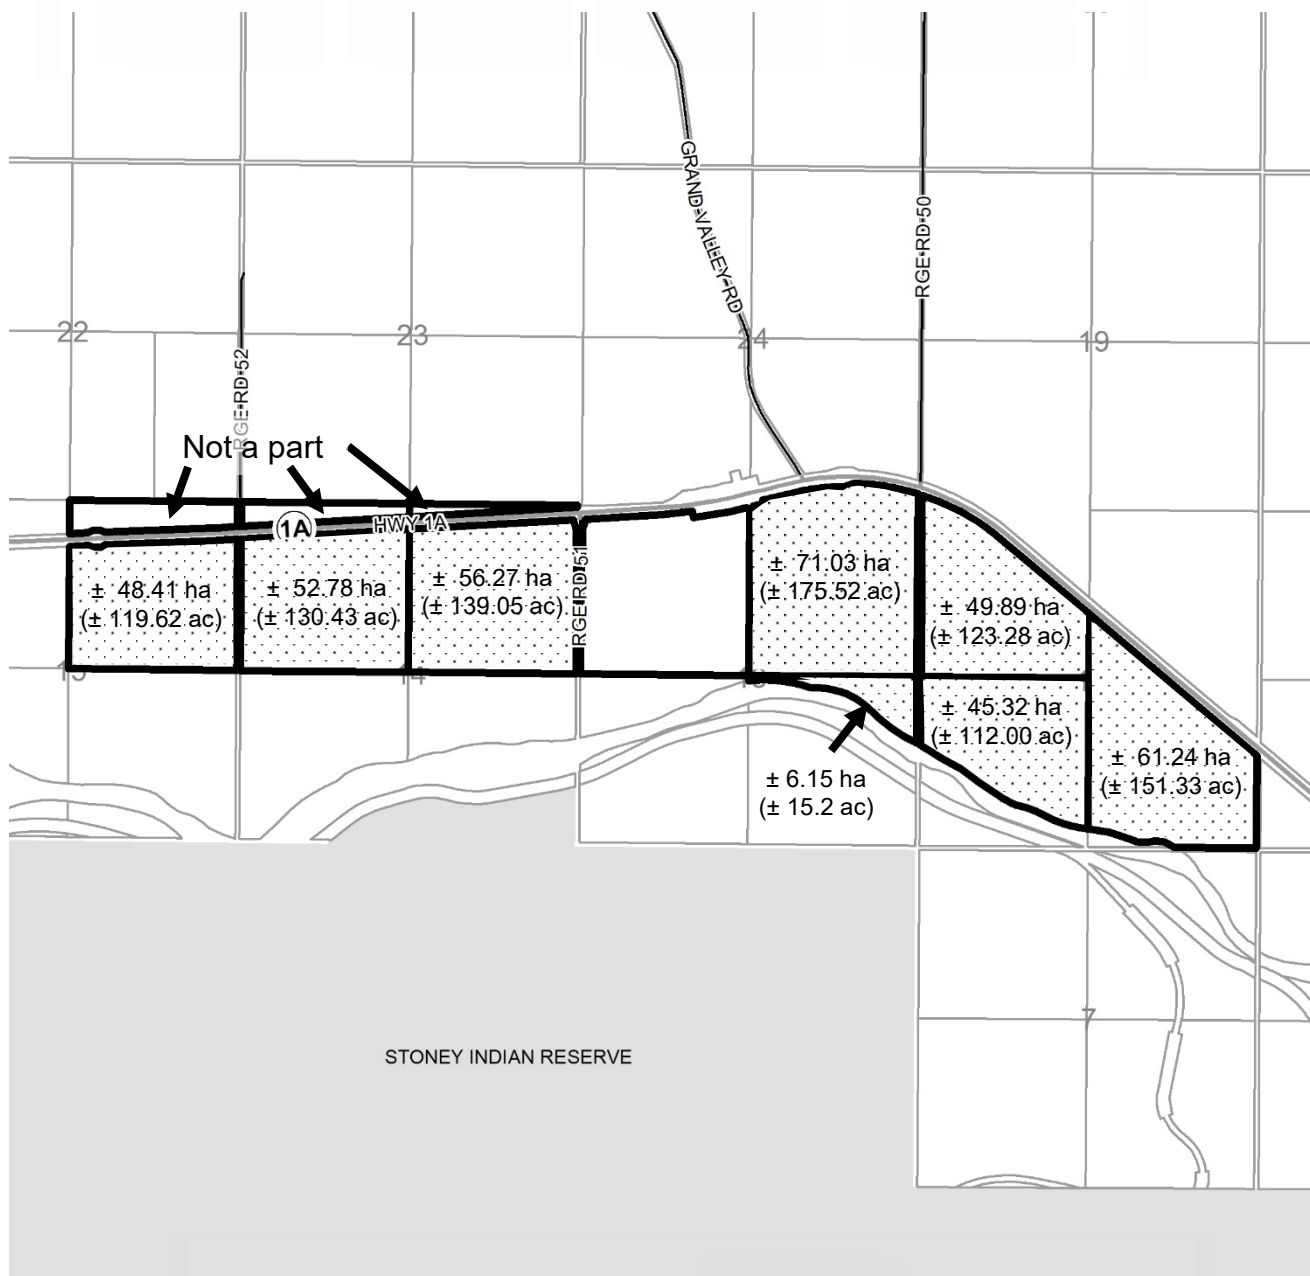 GRAND VALLEY RD
RGE RD 50
22
23
24
19
RGE RD 52
Not a part
1A
HWY 1A
RGE RD 51
± 48.41 ha
(± 119.62 ac)
± 52.78 ha
(± 130.43 ac)
± 56.27 ha
(± 139.05 ac)
± 71.03 ha
(± 175.52 ac)
± 49.89 ha
(± 123.28 ac)
15
14
± 45.32 ha
(± 112.00 ac)
± 61.24 ha
(± 151.33 ac)
± 6.15 ha
(± 15.2 ac)
7
STONEY INDIAN RESERVE